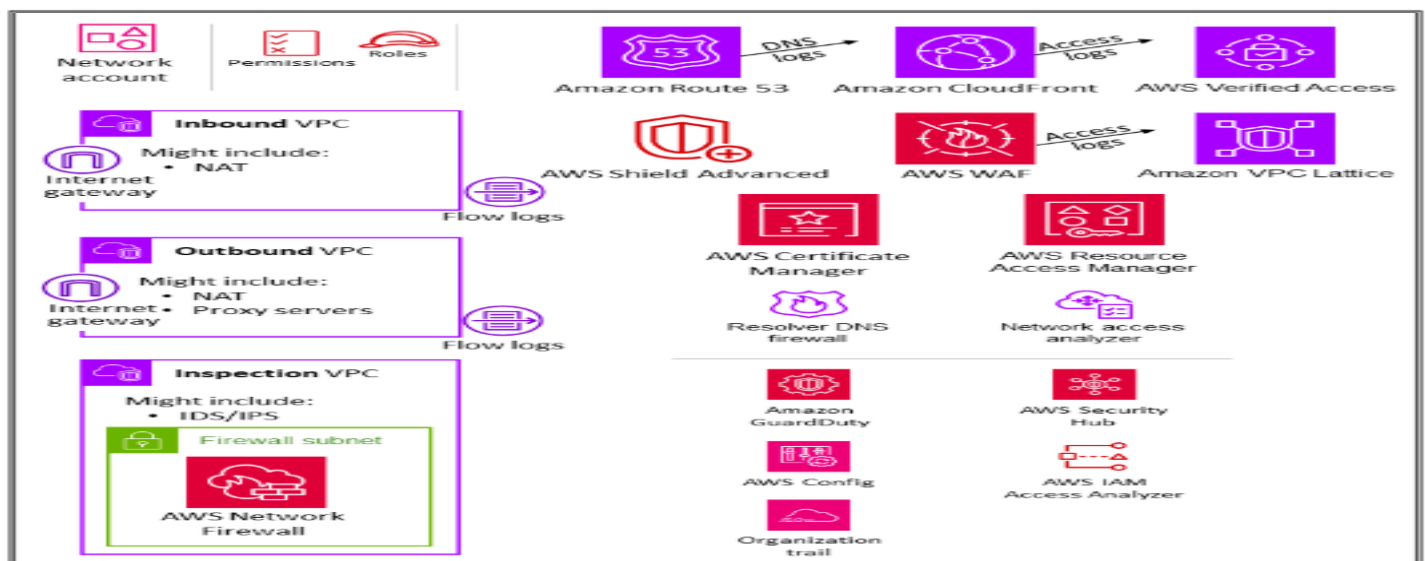 Network
account
Permissions
Roles
53
DNS
logs
Access
logs
Amazon Route 53
Amazon CloudFront
AWS Verified Access
Inbound VPC
Might include:
• NAT
Internet
gateway
Flow logs
AWS Shield Advanced
AWS WAF
Access
logs
Amazon VPC Lattice
AWS Certificate
Manager
AWS Resource
Access Manager
Outbound VPC
Might include:
• NAT
• Proxy servers
Internet
gateway
Flow logs
Resolver DNS
firewall
Network access
analyzer
Inspection VPC
Might include:
• IDS/IPS
Firewall subnet
AWS Network
Firewall
Amazon
GuardDuty
AWS Security
Hub
AWS Config
AWS IAM
Access Analyzer
Organization
trail